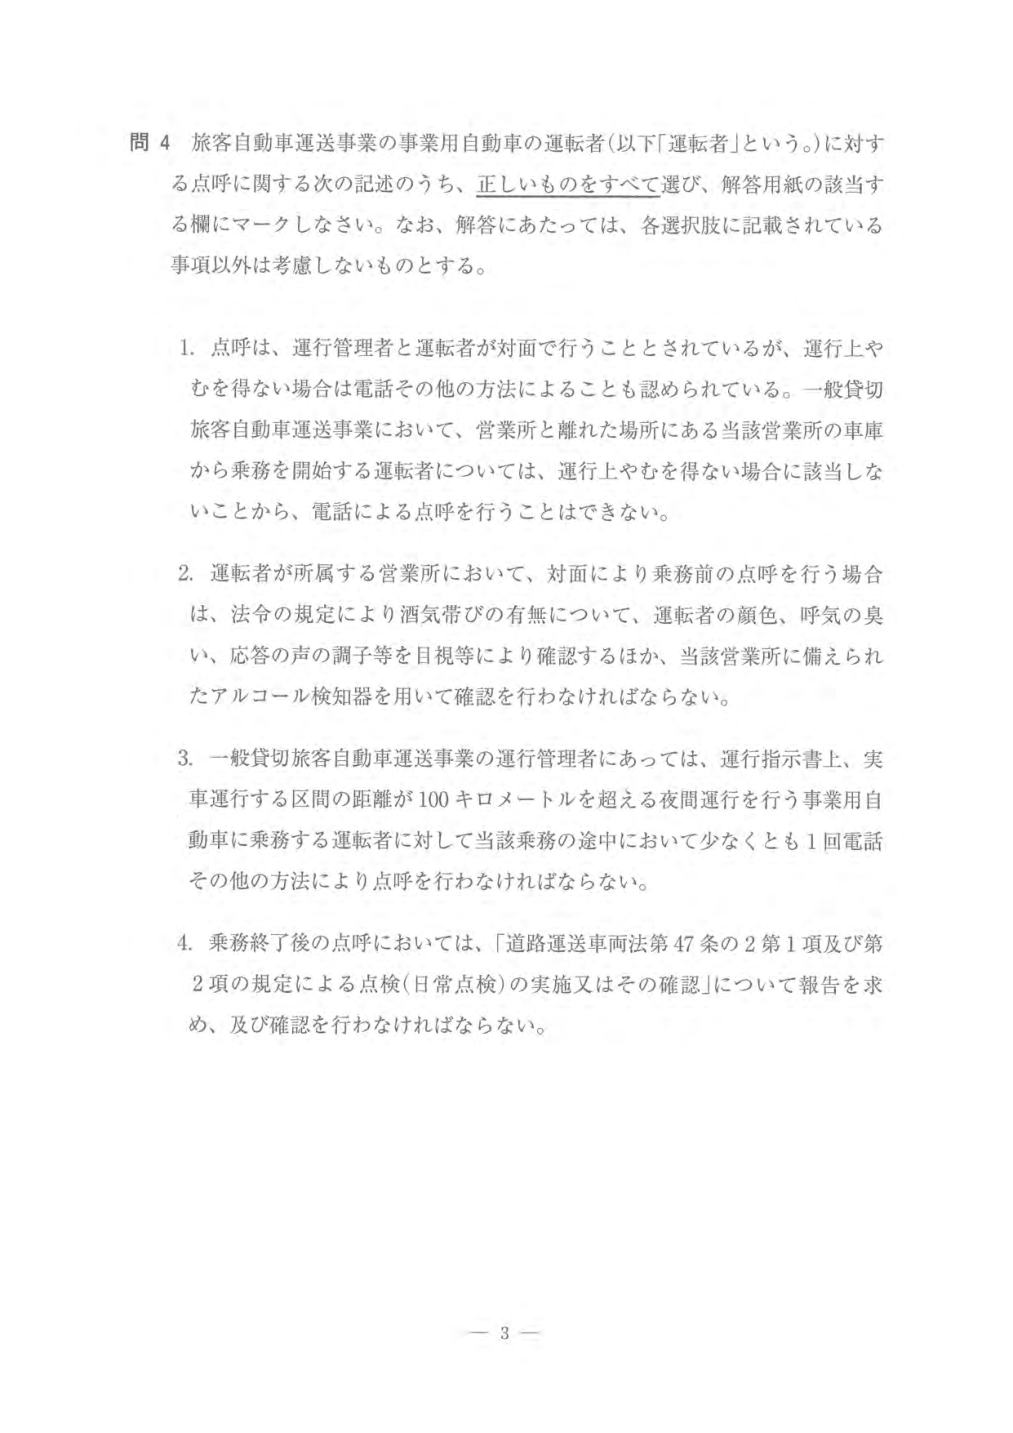 問 4 旅客自動車運送事業の事業用自動車の運転者(以下「運転者」という。)に対す
る点呼に関する次の記述のうち、正しいものをすべて選び、解答用紙の該当す
る欄にマークしなさい。なお、解答にあたっては、各選択肢に記載されている
事項以外は考慮しないものとする。
1. 点呼は、運行管理者と運転者が対面で行うこととされているが、運行上や
むを得ない場合は電話その他の方法によることも認められている。一般貸切
旅客自動車運送事業において、営業所と離れた場所にある当該営業所の車庫
から乗務を開始する運転者については、運行上やむを得ない場合に該当しな
いことから、電話による点呼を行うことはできない。
2. 運転者が所属する営業所において、対面により乗務前の点呼を行う場合
は、法令の規定により酒気帯びの有無について、運転者の顔色、呼気の臭
い、応答の声の調子等を目視等により確認するほか、当該営業所に備えられ
たアルコール検知器を用いて確認を行わなければならない。
3. 一般貸切旅客自動車運送事業の運行管理者にあっては、運行指示書上、実
車運行する区間の距離が 100 キロメートルを超える夜間運行を行う事業用自
動車に乗務する運転者に対して当該乗務の途中において少なくとも 1 回電話
その他の方法により点呼を行わなければならない。
4. 乗務終了後の点呼においては、「道路運送車両法第 47 条の 2 第 1 項及び第
2 項の規定による点検(日常点検)の実施又はその確認」について報告を求
め、及び確認を行わなければならない。
— 3 —